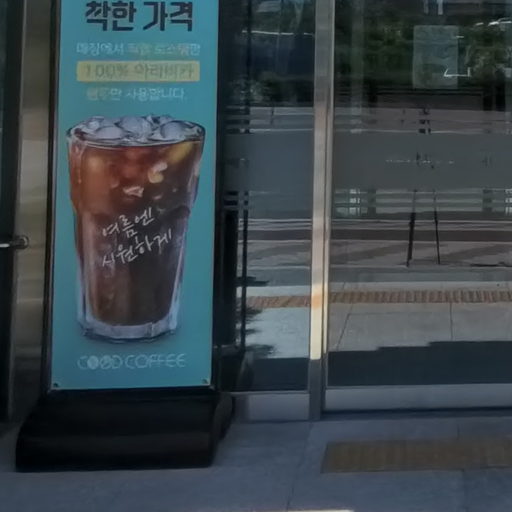 착한 가격
매장에서 직접 로스팅한
100% 아라비카
원두만 사용합니다.
여름엔
시원하게
GOOD COFFEE